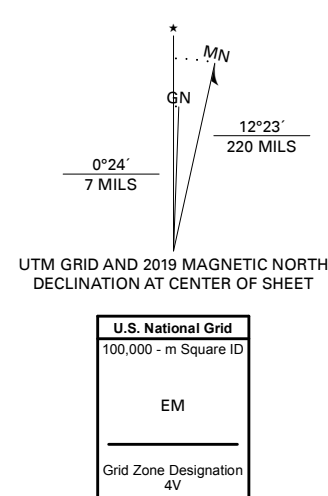 ★
MN
GN
12°23´
220 MILS
0°24´
7 MILS
UTM GRID AND 2019 MAGNETIC NORTH
DECLINATION AT CENTER OF SHEET
U.S. National Grid
100,000 - m Square ID
EM
Grid Zone Designation
4V